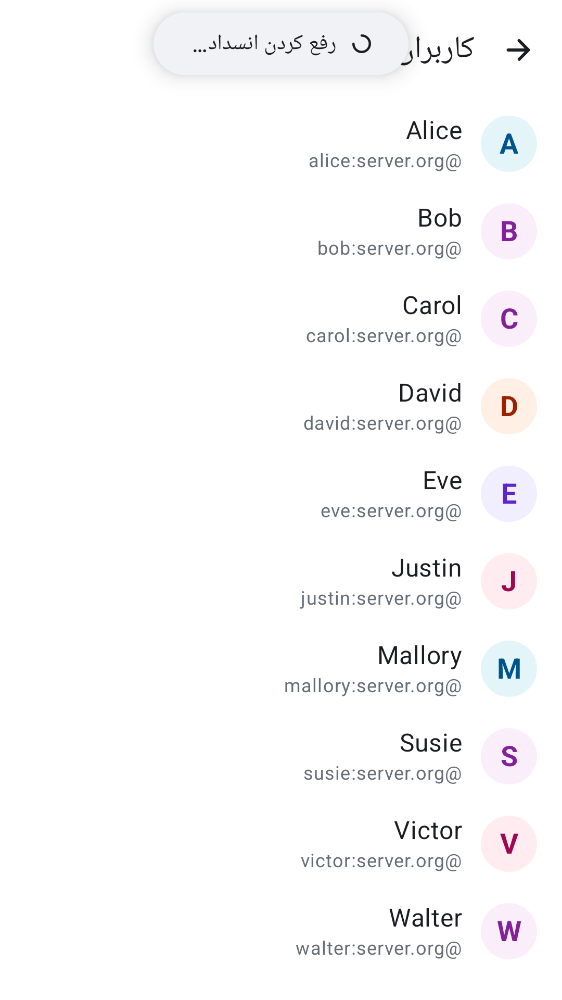 کاربرار
رفع کردن انسداد…
A
Alice
alice:server.org@
B
Bob
bob:server.org@
C
Carol
carol:server.org@
D
David
david:server.org@
E
Eve
eve:server.org@
J
Justin
justin:server.org@
M
Mallory
mallory:server.org@
S
Susie
susie:server.org@
V
Victor
victor:server.org@
W
Walter
walter:server.org@